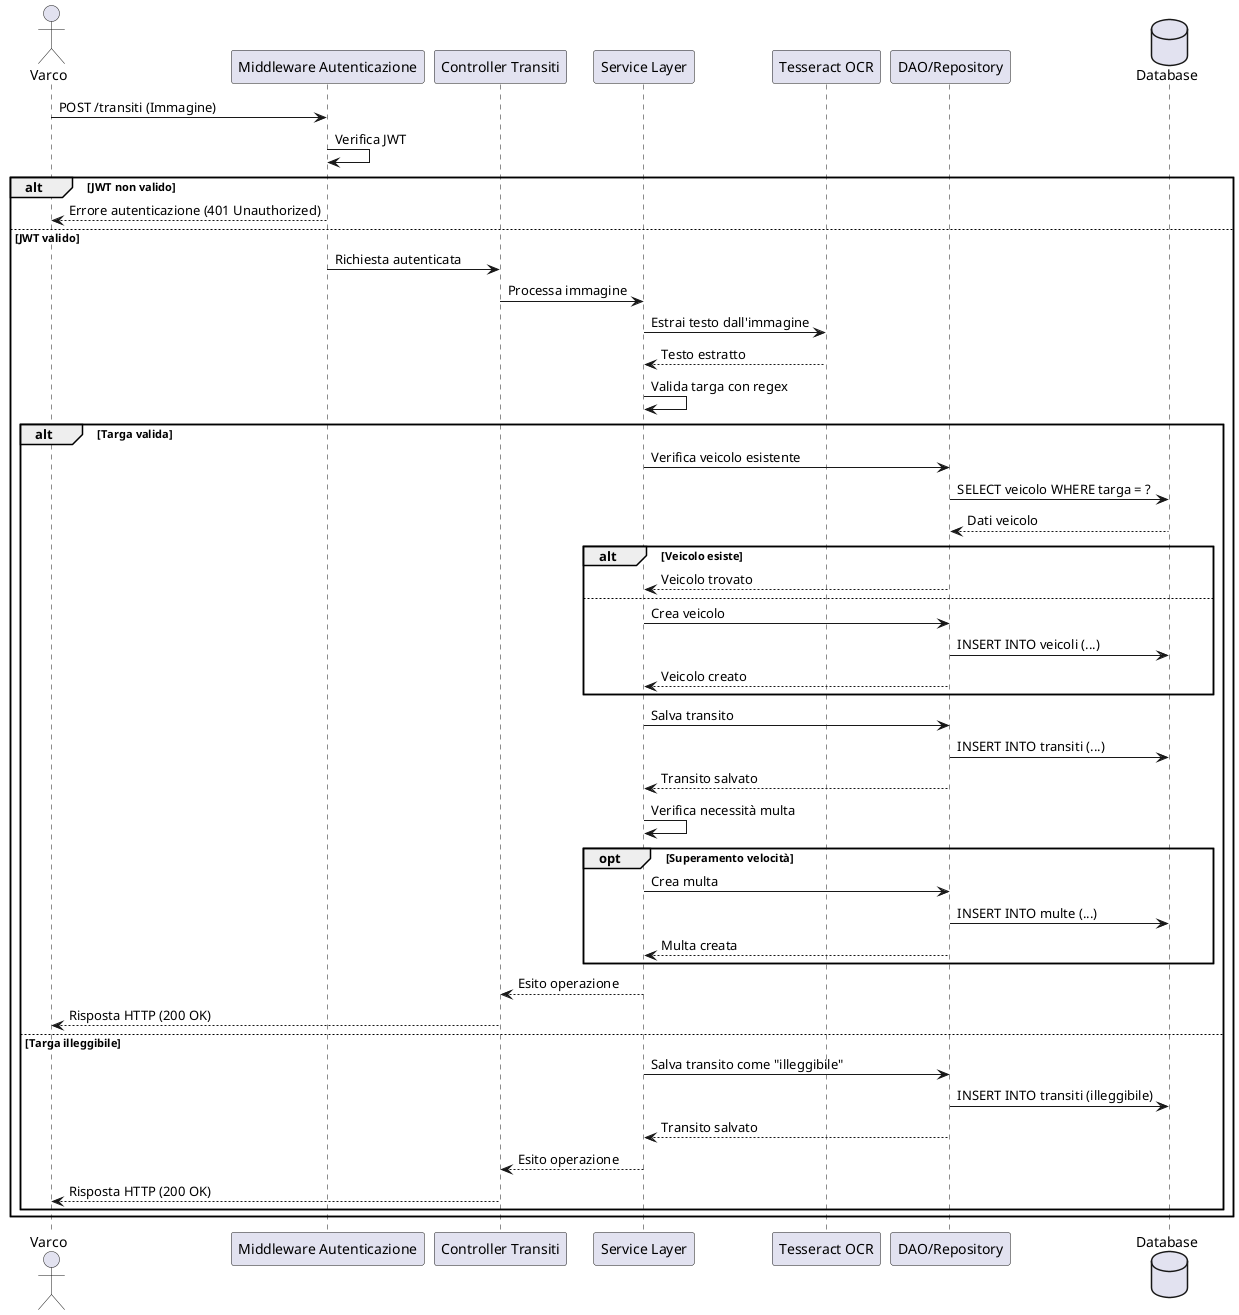 Varco
Middleware Autenticazione
Controller Transiti
Service Layer
Tesseract OCR
DAO/Repository
Database
POST /transiti (Immagine)
Verifica JWT
alt [JWT non valido]
Errore autenticazione (401 Unauthorized)
[JWT valido]
Richiesta autenticata
Processa immagine
Estrai testo dall'immagine
Testo estratto
Valida targa con regex
alt [Targa valida]
Verifica veicolo esistente
SELECT veicolo WHERE targa = ?
Dati veicolo
alt [Veicolo esiste]
Veicolo trovato
Crea veicolo
INSERT INTO veicoli (...)
Veicolo creato
Salva transito
INSERT INTO transiti (...)
Transito salvato
Verifica necessità multa
opt [Superamento velocità]
Crea multa
INSERT INTO multe (...)
Multa creata
Esito operazione
Risposta HTTP (200 OK)
[Targa illeggibile]
Salva transito come "illeggibile"
INSERT INTO transiti (illeggibile)
Transito salvato
Esito operazione
Risposta HTTP (200 OK)
Varco
Middleware Autenticazione
Controller Transiti
Service Layer
Tesseract OCR
DAO/Repository
Database